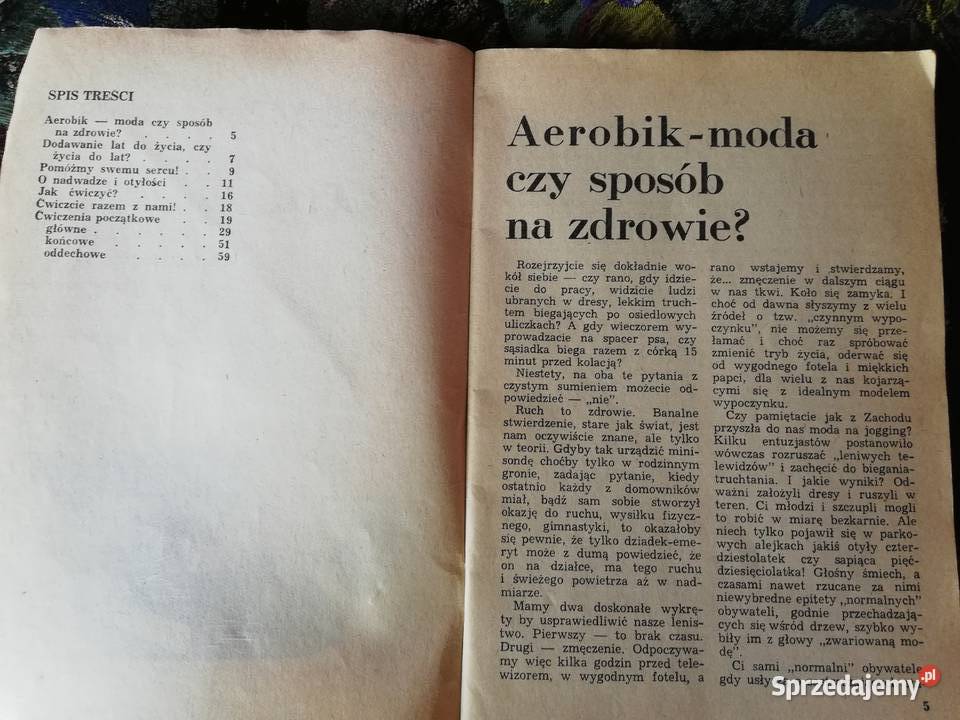 SPIS TREŚCI
Aerobik — moda czy sposób
na zdrowie? . . . . 5
Dodawanie lat do życia, czy
życia do lat? . . . . 7
Pomóżmy swemu sercu! . . 9
O nadwadze i otyłości . . 11
Jak ćwiczyć? . . . . 16
Ćwiczcie razem z nami! . . 18
Ćwiczenia początkowe . . 19
główne . . . . . . 29
końcowe . . . . . 51
oddechowe . . . . 59
Aerobik-moda
czy sposób
na zdrowie?
Rozejrzyjcie się dokładnie wo-
kół siebie — czy rano, gdy idzie-
cie do pracy, widzicie ludzi
ubranych w dresy, lekkim truch-
tem biegających po osiedlowych
uliczkach? A gdy wieczorem wy-
prowadzacie na spacer psa, czy
sąsiadka biega razem z córką 15
minut przed kolacją?
Niestety, na oba te pytania z
czystym sumieniem możecie od-
powiedzieć — „nie”.
Ruch to zdrowie. Banalne
stwierdzenie, stare jak świat, jest
nam oczywiście znane, ale tylko
w teorii. Gdyby tak urządzić mini-
sondę choćby tylko w rodzinnym
gronie, zadając pytanie, kiedy
ostatnio każdy z domowników
miał, bądź sam sobie stworzył
okazję do ruchu, wysiłku fizycz-
nego, gimnastyki, to okazałoby
się pewnie, że tylko dziadek-eme-
ryt może z dumą powiedzieć, że
on na działce, ma tego ruchu
i świeżego powietrza aż w nad-
miarze.
Mamy dwa doskonałe wykrę-
ty by usprawiedliwić nasze lenis-
two. Pierwszy — to brak czasu.
Drugi — zmęczenie. Odpoczywa-
my więc kilka godzin przed tele-
wizorem, w wygodnym fotelu, a
rano wstajemy i stwierdzamy,
że... zmęczenie w dalszym ciągu
w nas tkwi. Koło się zamyka. I
choć od dawna słyszymy z wielu
źródeł o tzw. „czynnym wypo-
czynku”, nie możemy się prze-
łamać i choć raz spróbować
zmienić tryb życia, oderwać się
od wygodnego fotela i miękkich
papci, dla wielu z nas kojarzą-
cymi się z idealnym modelem
wypoczynku.
Czy pamiętacie jak z Zachodu
przyszła do nas moda na jogging?
Kilku entuzjastów postanowiło
wówczas rozruszać „leniwych te-
lewidzów” i zachęcić do biegania-
truchtania. I jakie wyniki? Od-
ważni założyli dresy i ruszyli w
teren. Ci młodzi i szczupli mogli
to robić w miarę bezkarnie. Ale
niech tylko pojawił się w parko-
wych alejkach jakiś otyły czter-
dziestolatek czy sapiąca pięć-
dziesięciolatka! Głośny śmiech, a
czasami nawet rzucane za nimi
niewybredne epitety „normalnych”
obywateli, godnie przechadzają-
cych się wśród drzew, szybko wy-
biły im z głowy „zwariowaną mo-
dę”.
Ci sami „normalni” obywatele
gdy
5
Sprzedajemy.pl